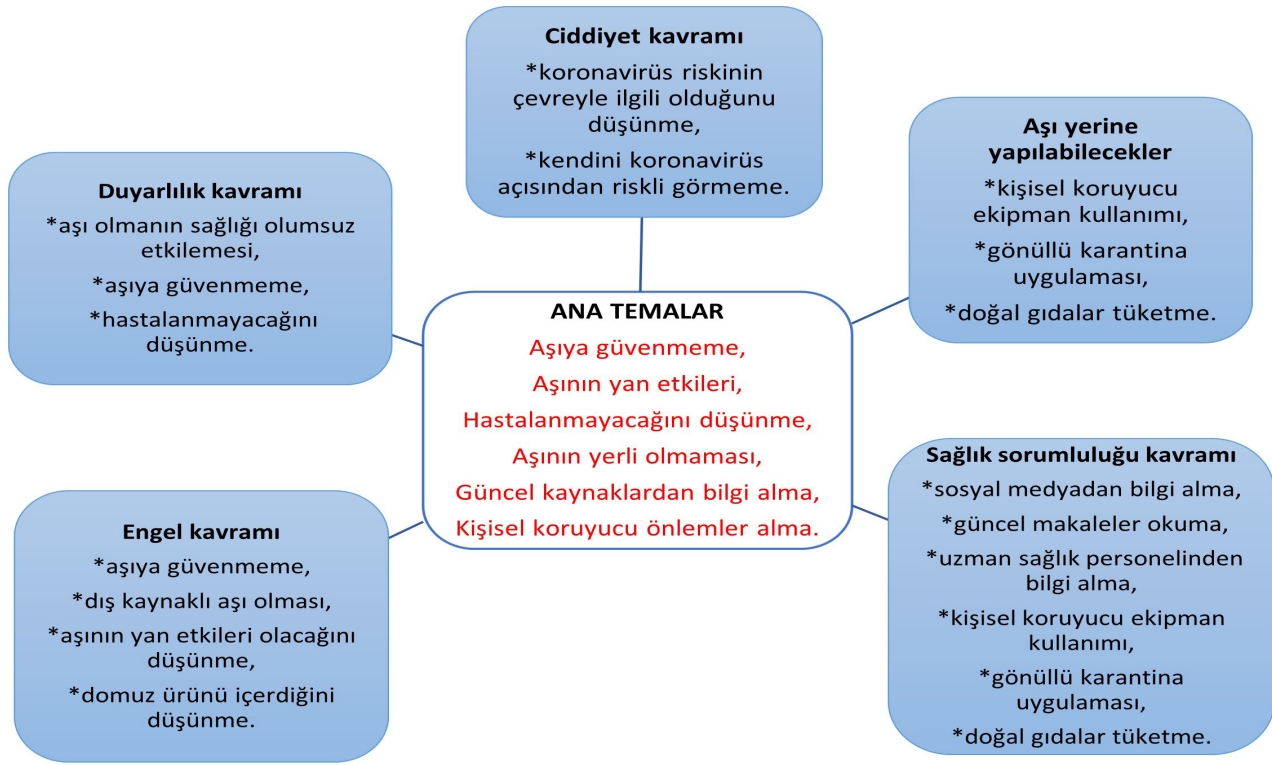 Ciddiyet kavramı
*koronavirüs riskinin
çevreyle ilgili olduğunu
düşünme,
*kendini koronavirüs
açısından riskli görmeme.
Aşı yerine
yapılabilecekler
*kişisel koruyucu
ekipman kullanımı,
*gönüllü karantina
uygulaması,
*doğal gıdalar tüketme.
Duyarlılık kavramı
*aşı olmanın sağlığı olumsuz
etkilemesi,
*aşıya güvenmeme,
*hastalanmayacağını
düşünme.
ANA TEMALAR
Aşıya güvenmeme,
Aşının yan etkileri,
Hastalanmayacağını düşünme,
Aşının yerli olmaması,
Güncel kaynaklardan bilgi alma,
Kişisel koruyucu önlemler alma.
Engel kavramı
*aşıya güvenmeme,
*dış kaynaklı aşı olması,
*aşının yan etkileri olacağını
düşünme,
*domuz ürünü içerdiğini
düşünme.
Sağlık sorumluluğu kavramı
*sosyal medyadan bilgi alma,
*güncel makaleler okuma,
*uzman sağlık personelinden
bilgi alma,
*kişisel koruyucu ekipman
kullanımı,
*gönüllü karantina
uygulaması,
*doğal gıdalar tüketme.